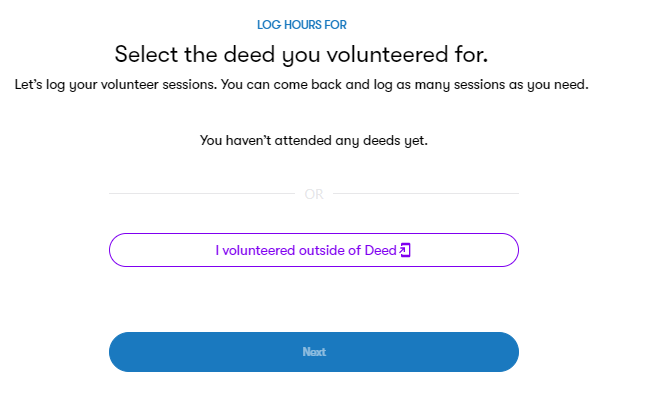 LOG HOURS FOR
Select the deed you volunteered for.
Let’s log your volunteer sessions. You can come back and log as many sessions as you need.
You haven’t attended any deeds yet.
OR
I volunteered outside of Deed
Next